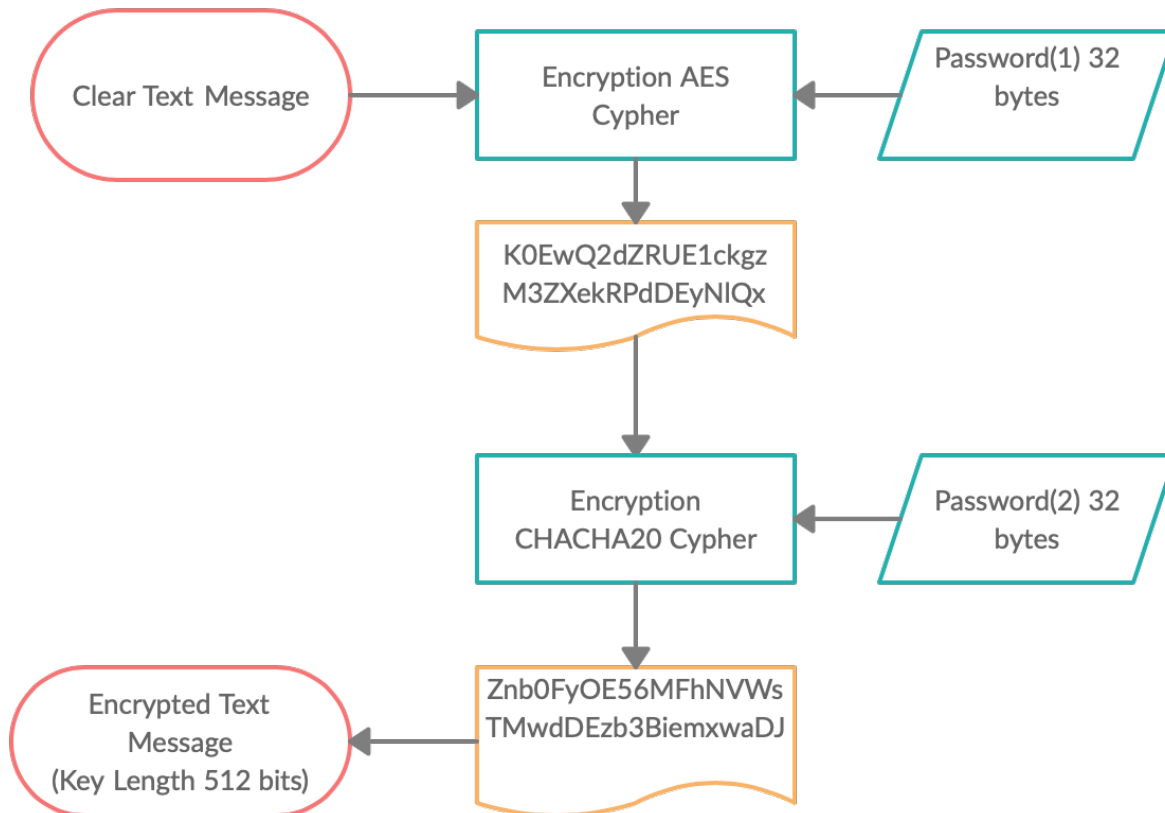 Clear Text Message
Encryption AES
Cypher
Password(1) 32
bytes
K0EwQ2dZRUE1ckgz
M3ZXekRPdDEyNlQx
Encryption
CHACHA20 Cypher
Password(2) 32
bytes
Znb0FyOE56MFhNVWs
TMwdDEzb3BiemxwaDJ
Encrypted Text
Message
(Key Length 512 bits)